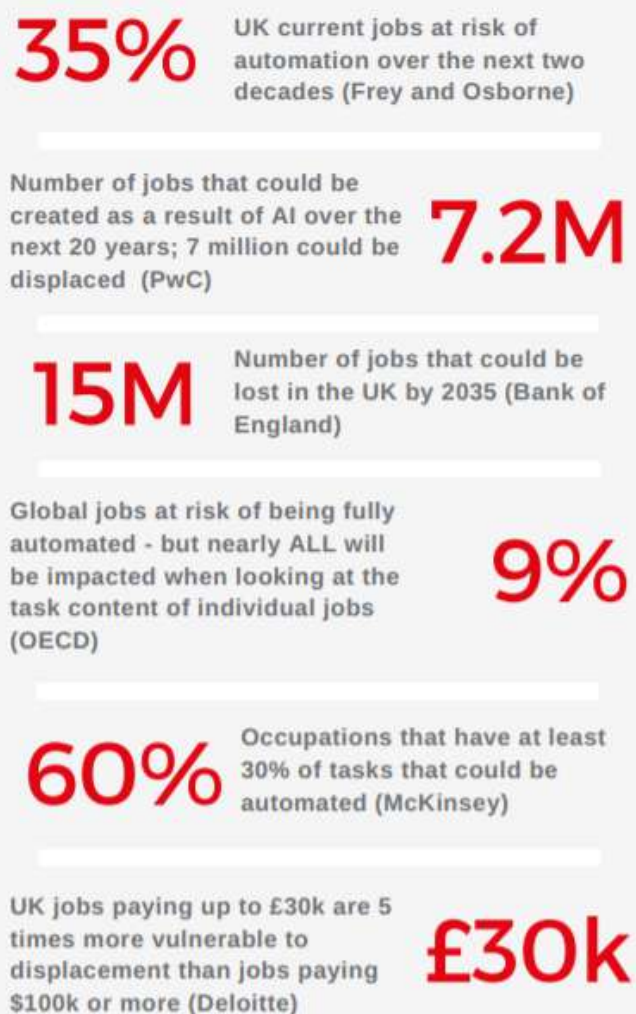 35%
UK current jobs at risk of
automation over the next two
decades (Frey and Osborne)
Number of jobs that could be
created as a result of AI over the
next 20 years; 7 million could be
displaced (PwC)
7.2M
15M
Number of jobs that could be
lost in the UK by 2035 (Bank of
England)
Global jobs at risk of being fully
automated - but nearly ALL will
be impacted when looking at the
task content of individual jobs
(OECD)
9%
60%
Occupations that have at least
30% of tasks that could be
automated (McKinsey)
UK jobs paying up to £30k are 5
times more vulnerable to
displacement than jobs paying
$100k or more (Deloitte)
£30k